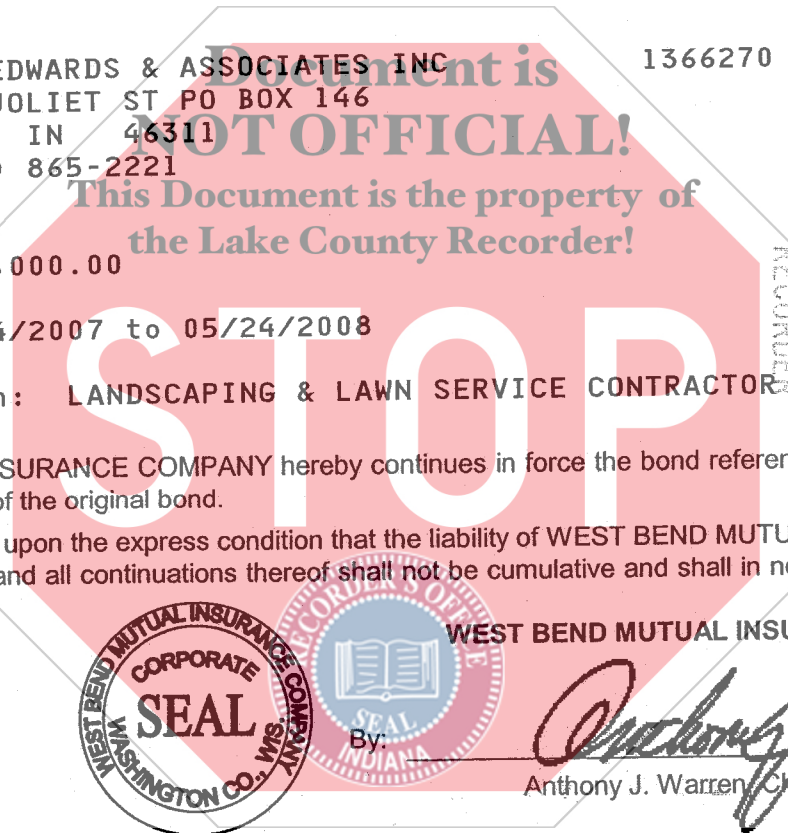 EDWARDS & ASSOCIATES INC 1366270
JOLIET ST PO BOX 146
IN 46311
865-2221
000.00
/2007 to 05/24/2008
: LANDSCAPING & LAWN SERVICE CONTRACTOR
SURANCE COMPANY hereby continues in force the bond refere
of the original bond.
upon the express condition that the liability of WEST BEND MUTU
and all continuations thereof shall not be cumulative and shall in n
WEST BEND MUTUAL INSU
By:
Anthony J. Warren
Document is
NOT OFFICIAL!
This Document is the property of
the Lake County Recorder!
STOP
RECORDER
WEST BEND MUTUAL INSURANCE COMPANY
CORPORATE
SEAL
WASHINGTON CO., WIS.
RECORDER'S OFFICE
SEAL
INDIANA